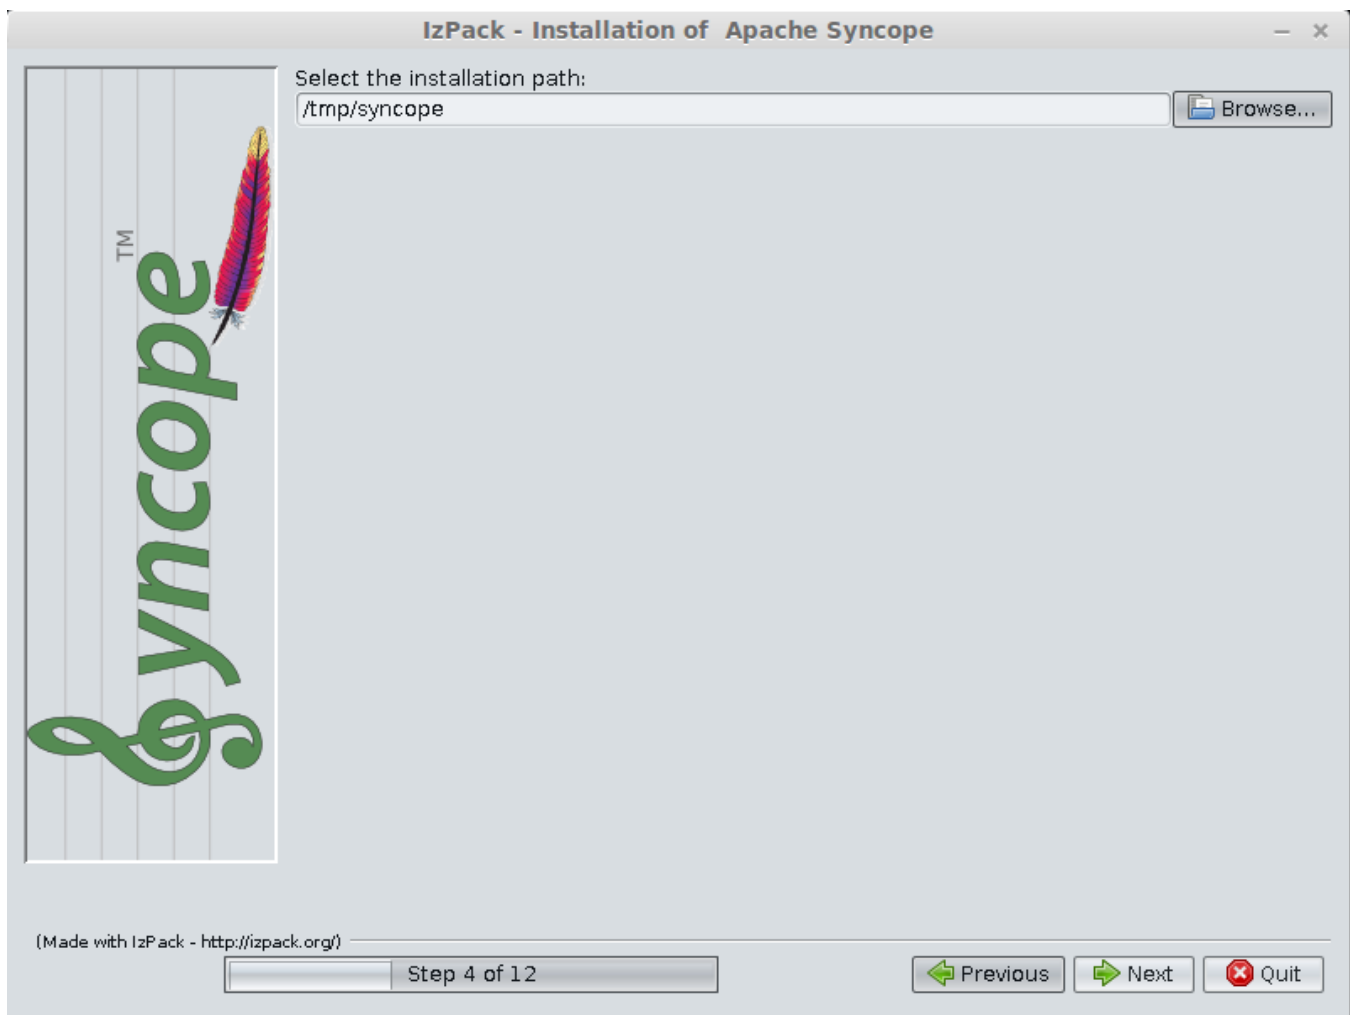 IzPack - Installation of  Apache Syncope
Select the installation path:
/tmp/syncope
Browse...
Syncope
TM
(Made with IzPack - http://izpack.org/)
Step 4 of 12
Previous
Next
Quit